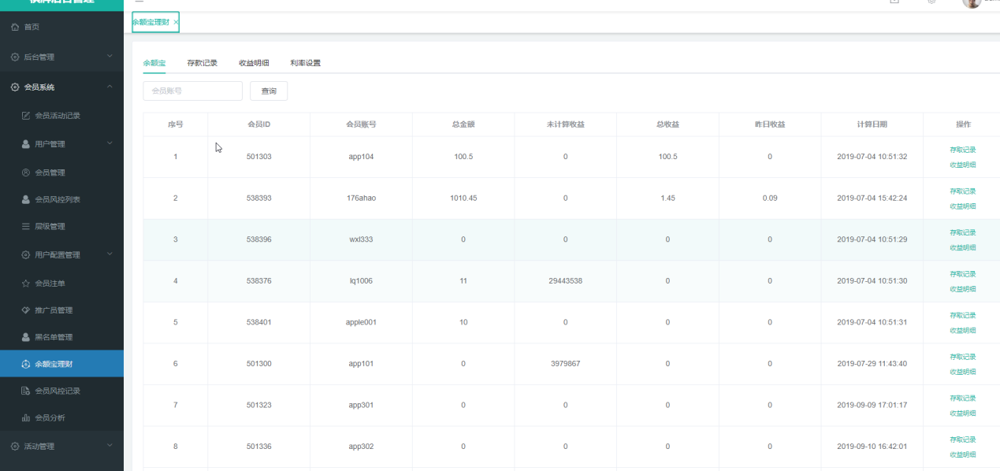 棋牌后台管理
首页
后台管理
会员系统
会员活动记录
用户管理
会员管理
会员风控列表
层级管理
用户配置管理
会员注单
推广员管理
黑名单管理
余额宝理财
会员风控记录
会员分析
活动管理
余额宝理财 ×
余额宝 存款记录 收益明细 利率设置
会员账号 查询
序号 会员ID 会员账号 总金额 未计算收益 总收益 昨日收益 计算日期 操作
1 501303 app104 100.5 0 100.5 0 2019-07-04 10:51:32 存取记录
收益明细
2 538393 176ahao 1010.45 0 1.45 0.09 2019-07-04 15:42:24 存取记录
收益明细
3 538396 wxl333 0 0 0 0 2019-07-04 10:51:29 存取记录
收益明细
4 538376 lq1006 11 29443538 0 0 2019-07-04 10:51:30 存取记录
收益明细
5 538401 apple001 10 0 0 0 2019-07-04 10:51:31 存取记录
收益明细
6 501300 app101 0 3979867 0 0 2019-07-29 11:43:40 存取记录
收益明细
7 501323 app301 0 0 0 0 2019-09-09 17:01:17 存取记录
收益明细
8 501336 app302 0 0 0 0 2019-09-10 16:42:01 存取记录
收益明细